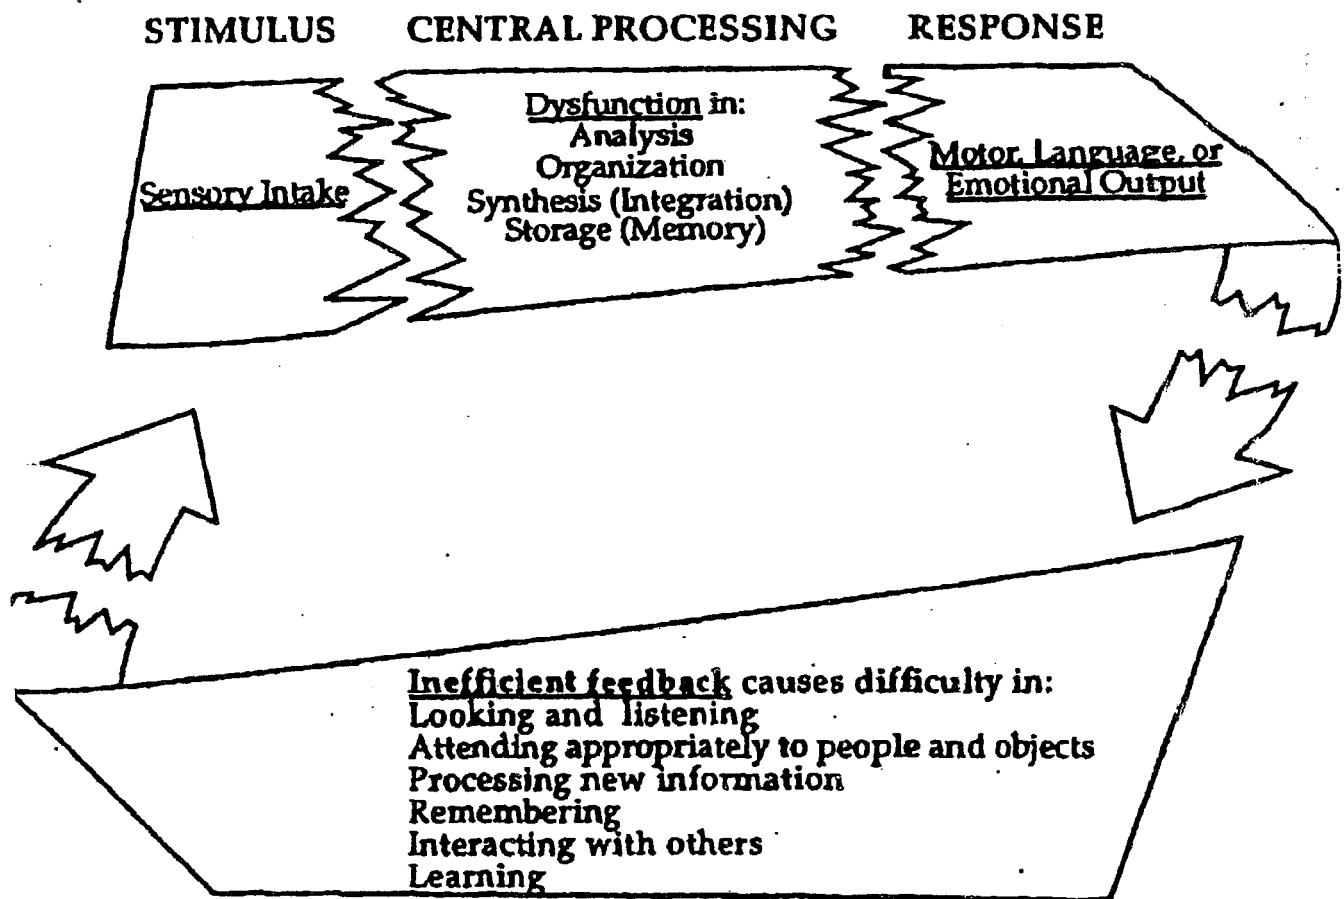 STIMULUS CENTRAL PROCESSING RESPONSE
Sensory Intake
Dysfunction in:
Analysis
Organization
Synthesis (Integration)
Storage (Memory)
Motor, Language, or
Emotional Output
Inefficient feedback causes difficulty in:
Looking and listening
Attending appropriately to people and objects
Processing new information
Remembering
Interacting with others
Learning